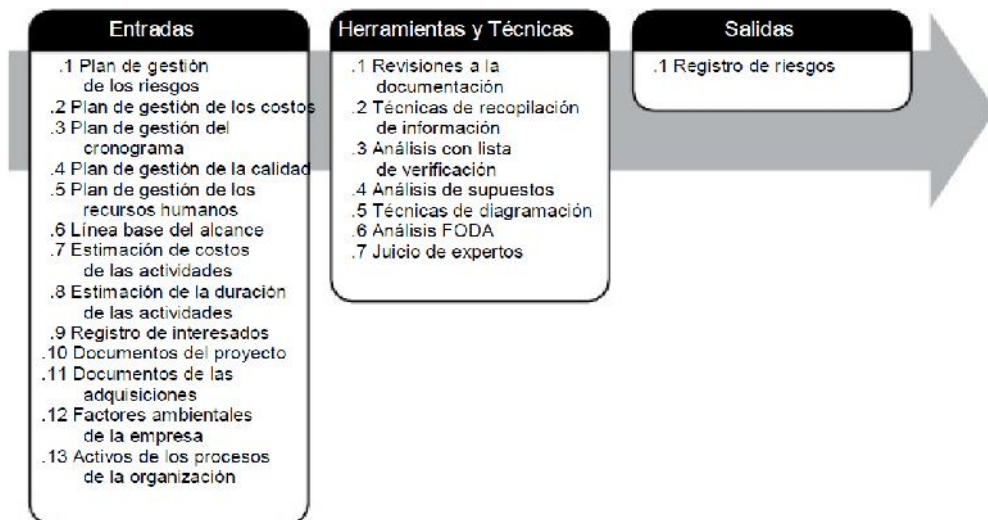 Entradas
.1 Plan de gestión
de los riesgos
.2 Plan de gestión de los costos
.3 Plan de gestión del
cronograma
.4 Plan de gestión de la calidad
.5 Plan de gestión de los
recursos humanos
.6 Línea base del alcance
.7 Estimación de costos
de las actividades
.8 Estimación de la duración
de las actividades
.9 Registro de interesados
.10 Documentos del proyecto
.11 Documentos de las
adquisiciones
.12 Factores ambientales
de la empresa
.13 Activos de los procesos
de la organización
Herramientas y Técnicas
.1 Revisiones a la
documentación
.2 Técnicas de recopilación
de información
.3 Análisis con lista
de verificación
.4 Análisis de supuestos
.5 Técnicas de diagramación
.6 Análisis FODA
.7 Juicio de expertos
Salidas
.1 Registro de riesgos